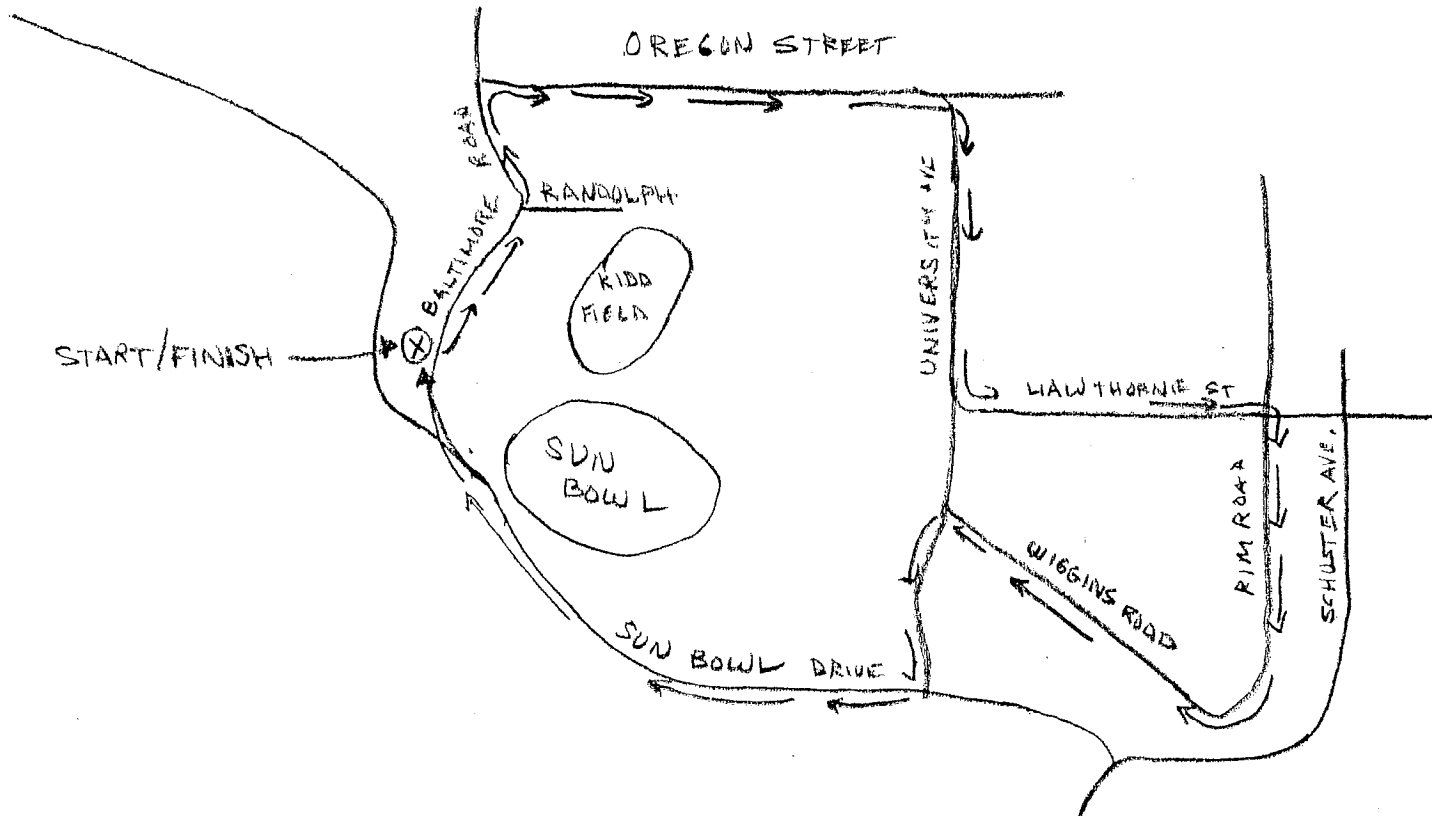 OREGON STREET
BALTIMORE ROAD
RANDOLPH
KIDD
FIELD
UNIVERSITY AVE
START/FINISH
HAWTHORNE ST
SUN
BOWL
RIM ROAD
SCHUSTER AVE.
WIGGINS ROAD
SUN BOWL DRIVE